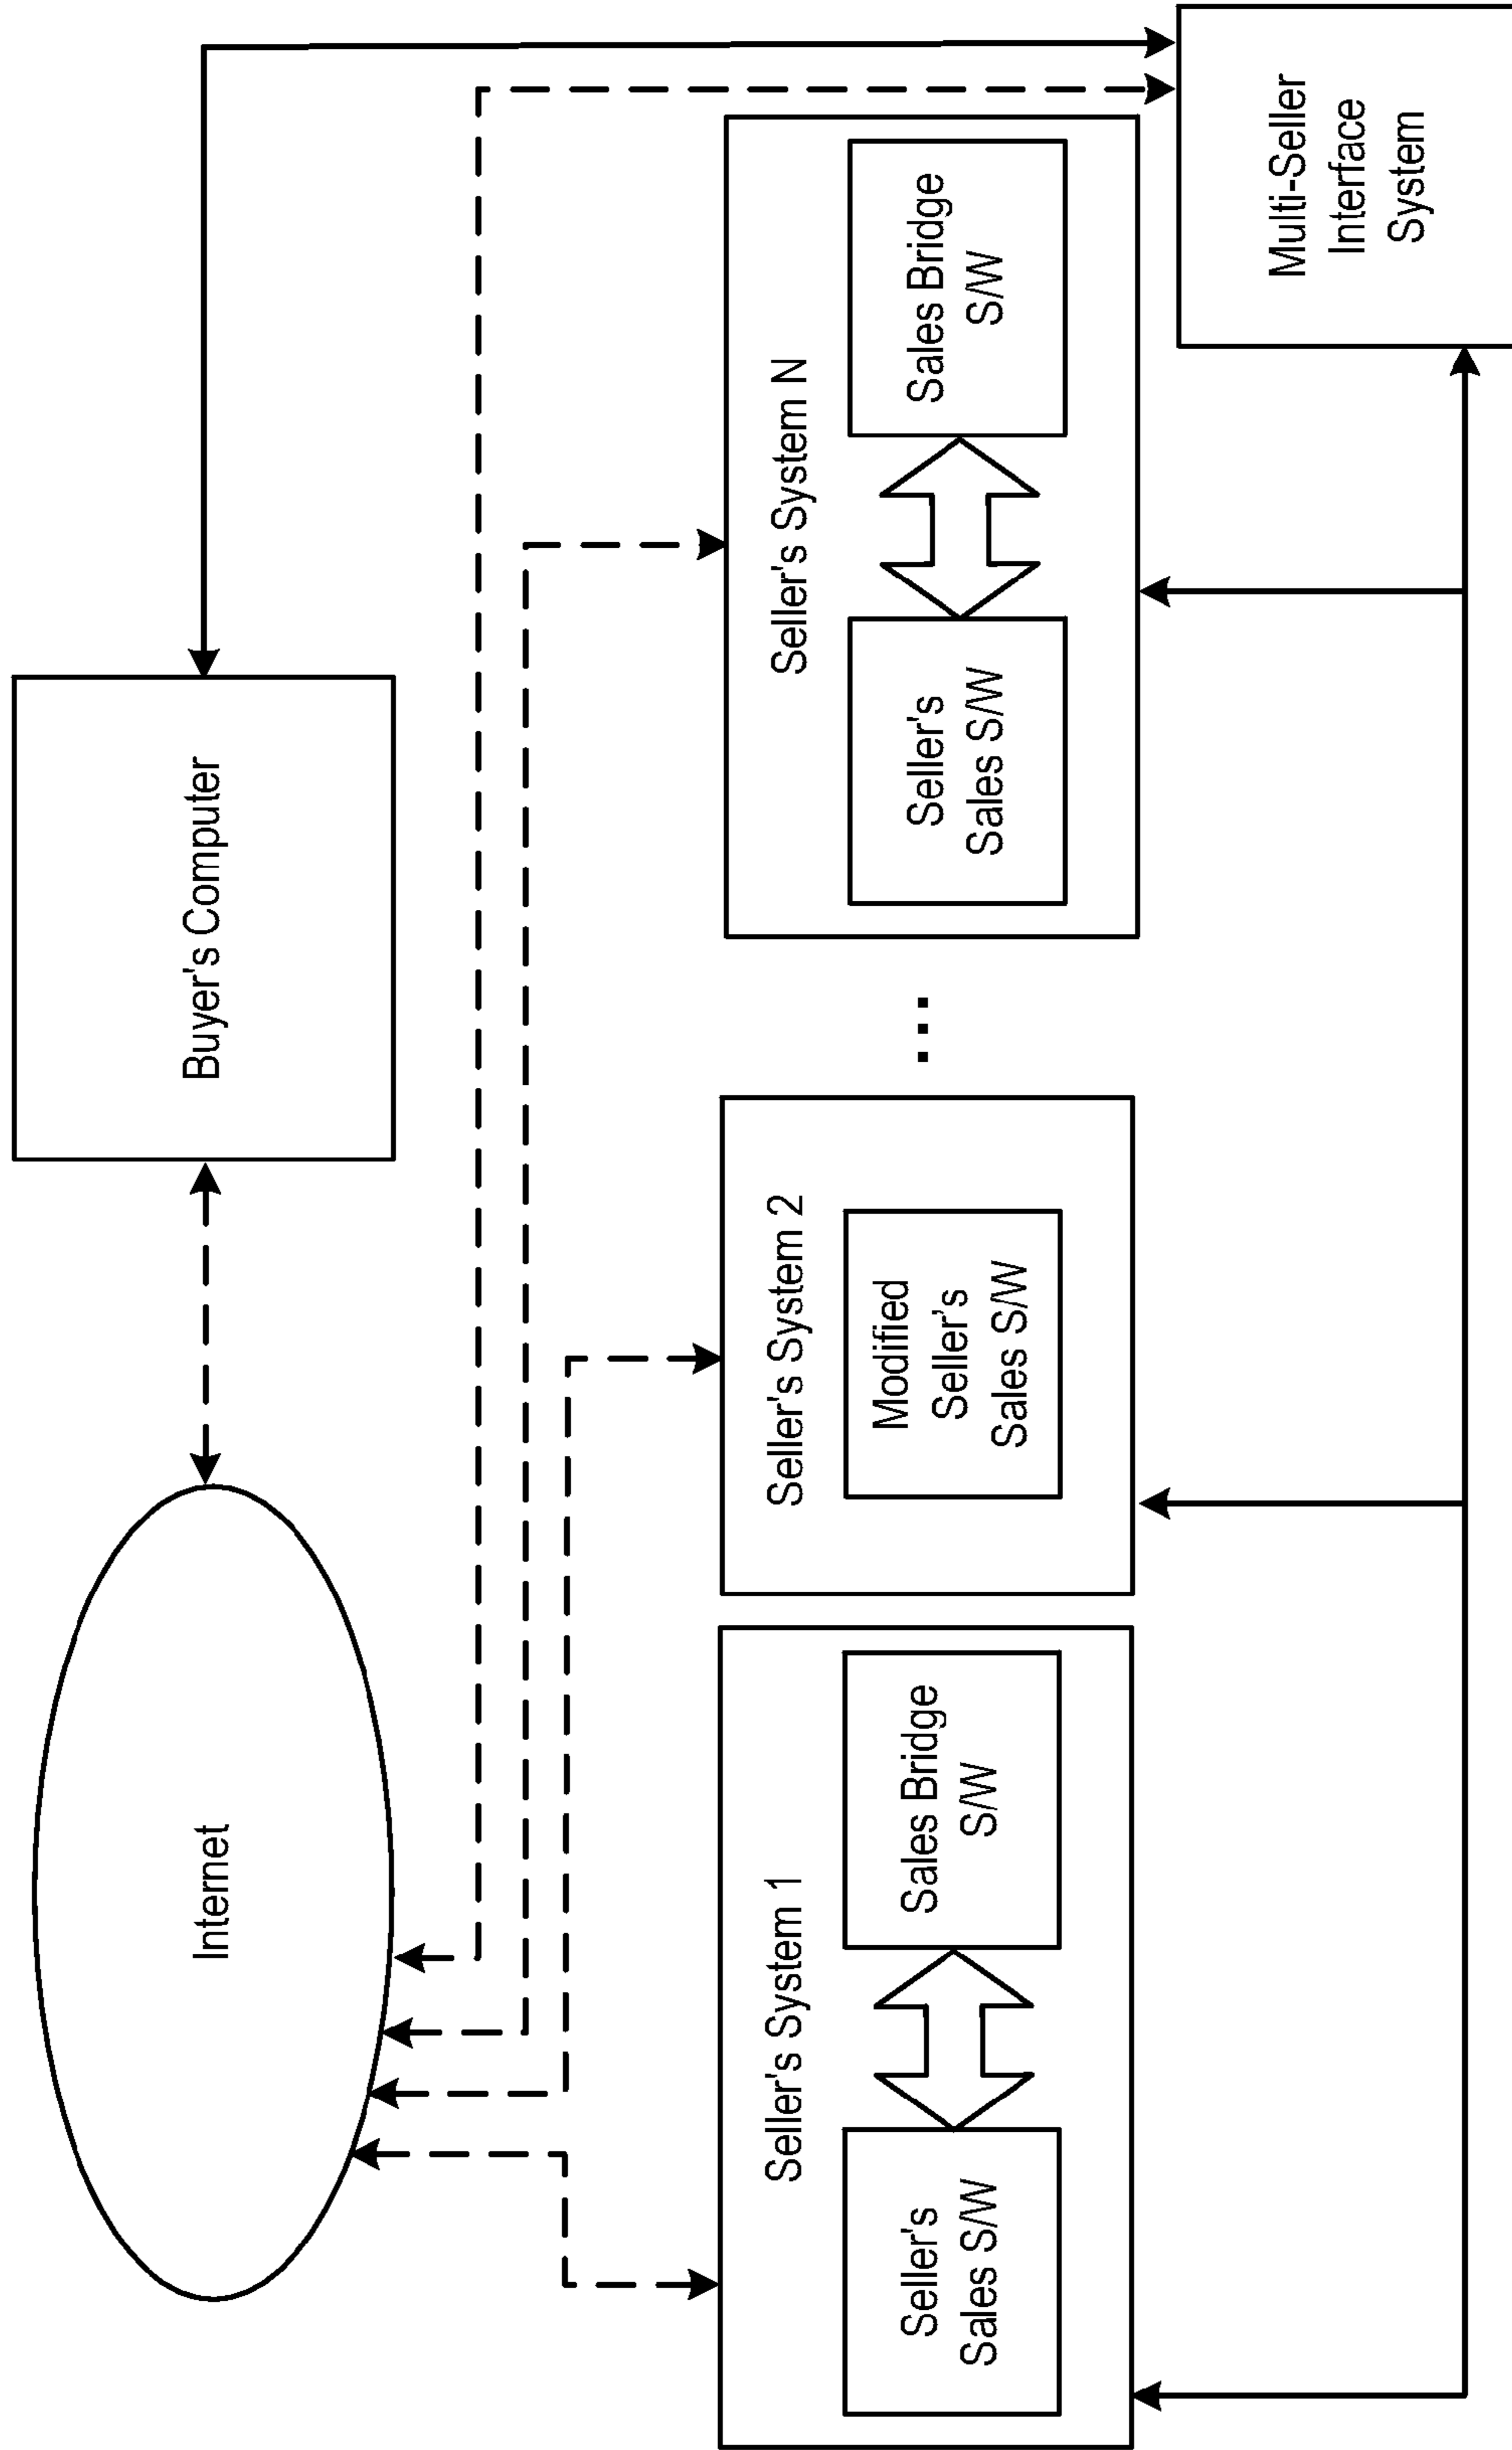 Internet
Buyer's Computer
Seller's System 1
Seller's
Sales S/W
Sales Bridge
S/W
Seller's System 2
Modified
Seller's
Sales S/W
...
Seller's System N
Seller's
Sales S/W
Sales Bridge
S/W
Multi-Seller
Interface
System